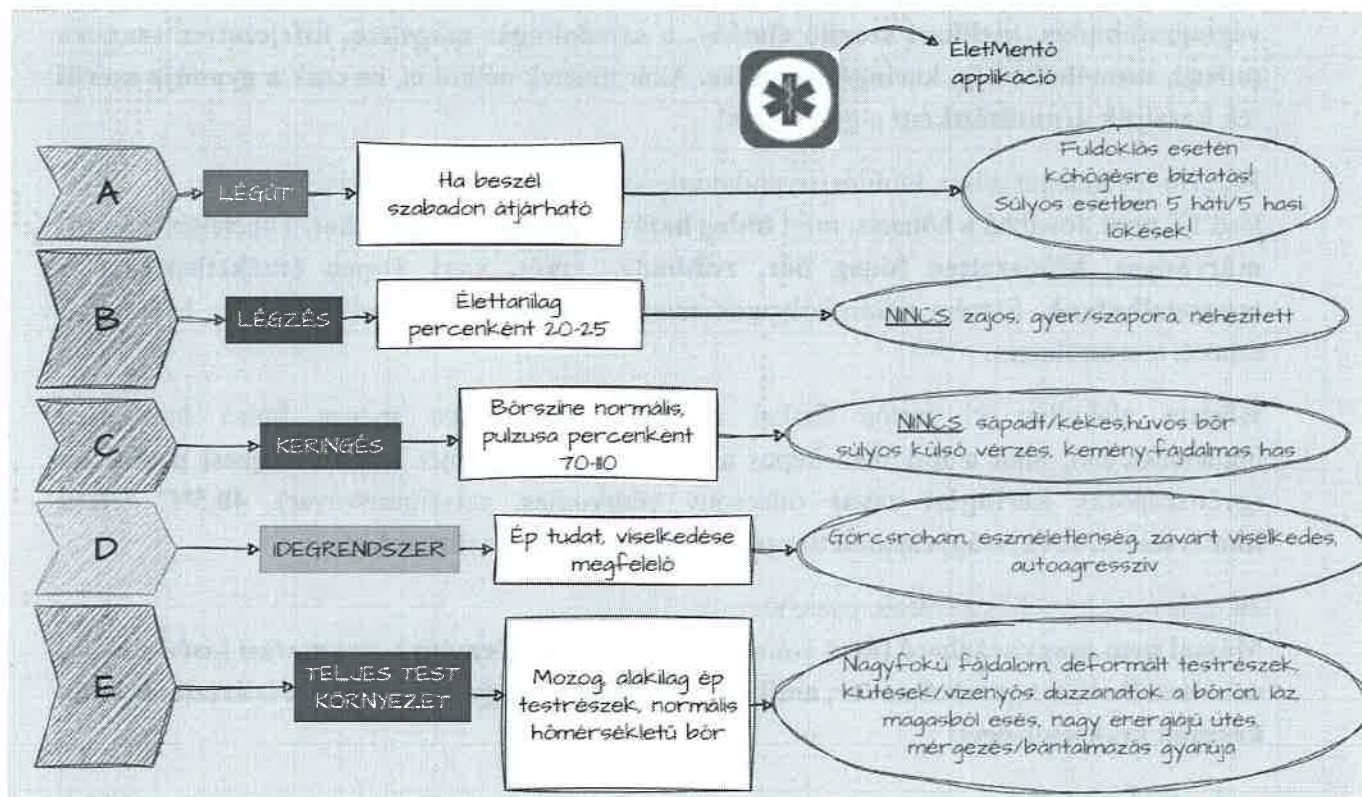 ÉletMentő
applikáció
A
LÉGÚT
Ha beszél
szabadon átjárható
Fuldoklás esetén
köhögésre biztatás!
Súlyos esetben 5 háti/5 hasi
lökések!
B
LÉGZÉS
Élettanilag
percenként 20-25
NINCS, zajos, gyér/szapora, nehezített
C
KERINGÉS
Bőrszíne normális,
pulzusa percenként
70-110
NINCS, sápadt/kékes,hűvös bőr
súlyos külső vérzés, kemény-fájdalmas has
D
IDEGRENDSZER
Ép tudat, viselkedése
megfelelő
Görcsroham, eszméletlenség, zavart viselkedés,
autoagresszív
E
TELJES TEST
KÖRNYEZET
Mozog, alakilag ép
testrészek, normális
hőmérsékletű bőr
Nagyfokú fájdalom, deformált testrészek,
kiütések/vizenyős duzzanatok a bőrön, láz,
magasból esés, nagy energiájú ütés,
mérgezés/bántalmazás gyanúja